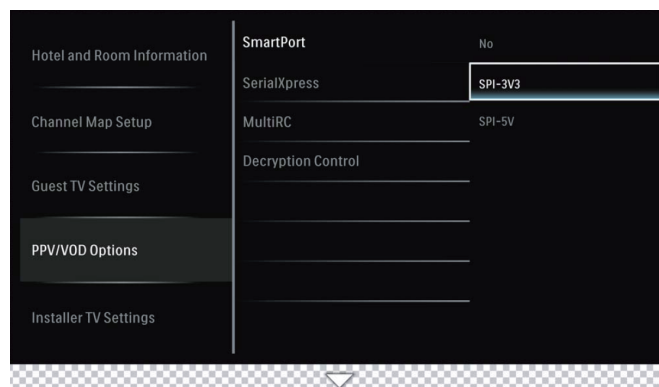 Hotel and Room Information
Channel Map Setup
Guest TV Settings
PPV/VOD Options
Installer TV Settings
SmartPort
SerialXpress
MultiRC
Decryption Control
No
SPI-3V3
SPI-5V